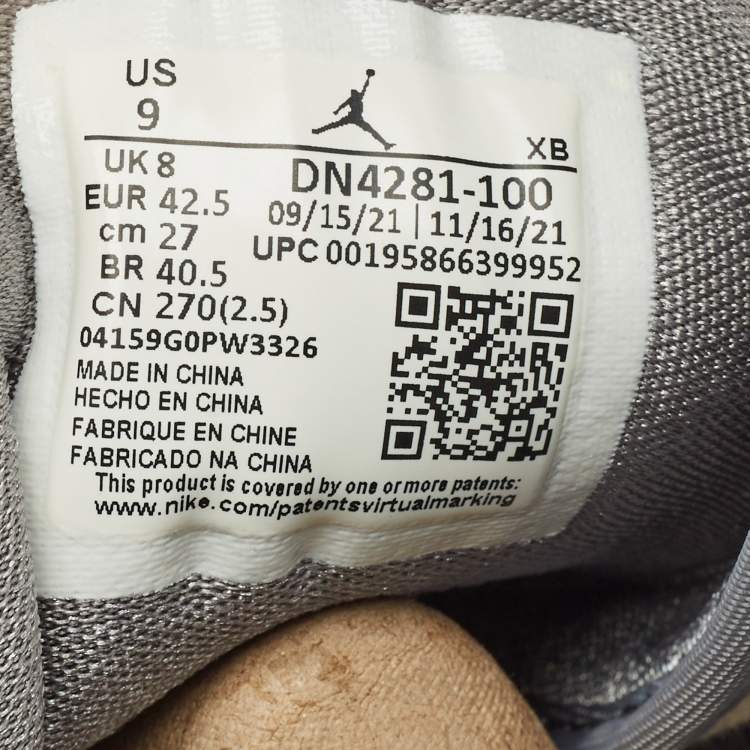 US
9
XB
UK 8
EUR 42.5
cm 27
BR 40.5
CN 270(2.5)
DN4281-100
09/15/21 | 11/16/21
UPC 00195866399952
04159G0PW3326
MADE IN CHINA
HECHO EN CHINA
FABRIQUE EN CHINE
FABRICADO NA CHINA
This product is covered by one or more patents:
www.nike.com/patentsvirtualmarking